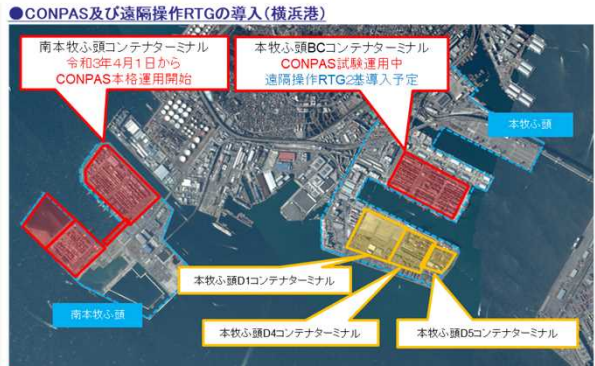 ●CONPAS及び遠隔操作RTGの導入(横浜港)
南本牧ふ頭コンテナターミナル
令和3年4月1日から
CONPAS本格運用開始
本牧ふ頭BCコンテナターミナル
CONPAS試験運用中
遠隔操作RTG2基導入予定
本牧ふ頭
本牧ふ頭D1コンテナターミナル
南本牧ふ頭
本牧ふ頭D4コンテナターミナル
本牧ふ頭D5コンテナターミナル